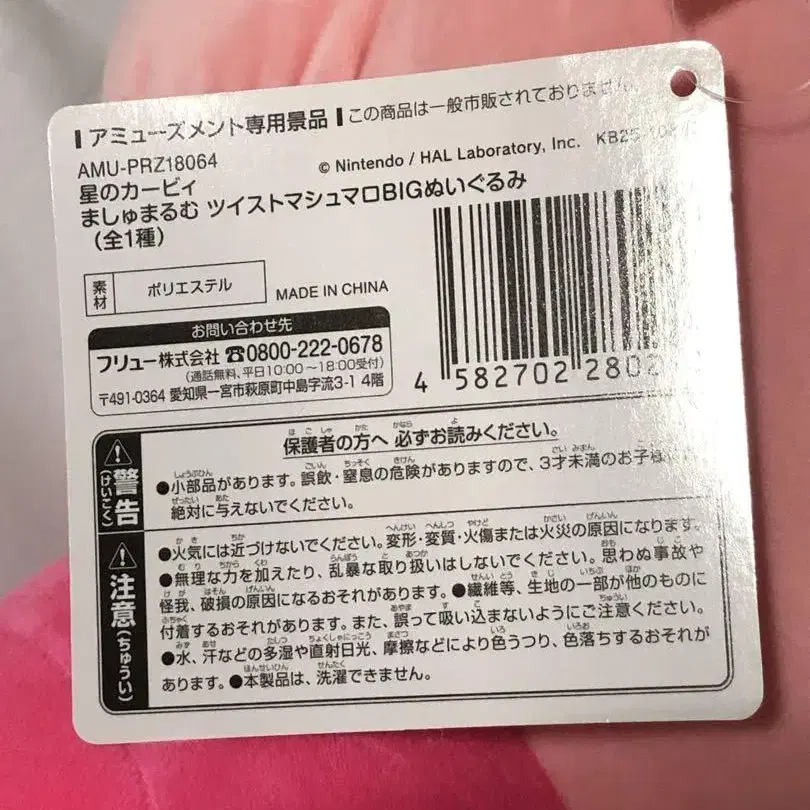 アミューズメント専用景品 この商品は一般市販されておりません。
AMU-PRZ18064
© Nintendo / HAL Laboratory, Inc. KB25-
星のカービィ
ましゅまるむ ツイストマシュマロBIGぬいぐるみ
（全1種）
素材 ポリエステル
MADE IN CHINA
お問い合わせ先
フリュー株式会社 ☎0800-222-0678
（通話無料、平日10:00～18:00受付）
〒491-0364 愛知県一宮市萩原町中島字流3-1 4階
4 582702 2802
警告（けいこく）
保護者の方へ 必ずお読みください。
●小部品があります。誤飲・窒息の危険がありますので、3才未満のお子様
絶対に与えないでください。
注意（ちゅうい）
●火気には近づけないでください。変形・変質・火傷または火災の原因になります。
●無理な力を加えたり、乱暴な取り扱いはしないでください。思わぬ事故や
怪我、破損の原因になるおそれがあります。●繊維等、生地の一部が他のものに
付着するおそれがあります。また、誤って吸い込まないようにご注意ください。
●水、汗などの多湿や直射日光、摩擦などにより色うつり、色落ちするおそれが
あります。●本製品は、洗濯できません。